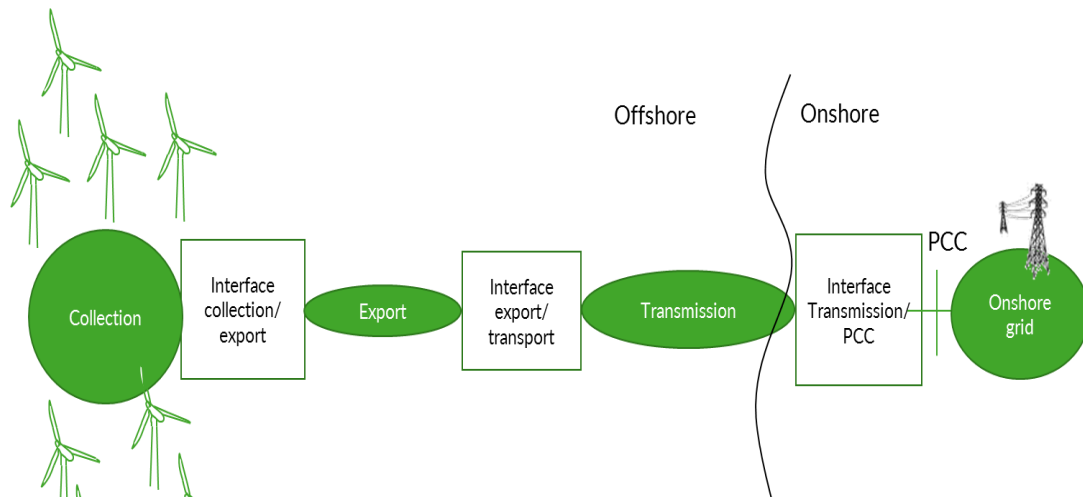 Offshore
Onshore
Collection
Interface
collection/
export
Export
Interface
export/
transport
Transmission
Interface
Transmission/
PCC
PCC
Onshore
grid